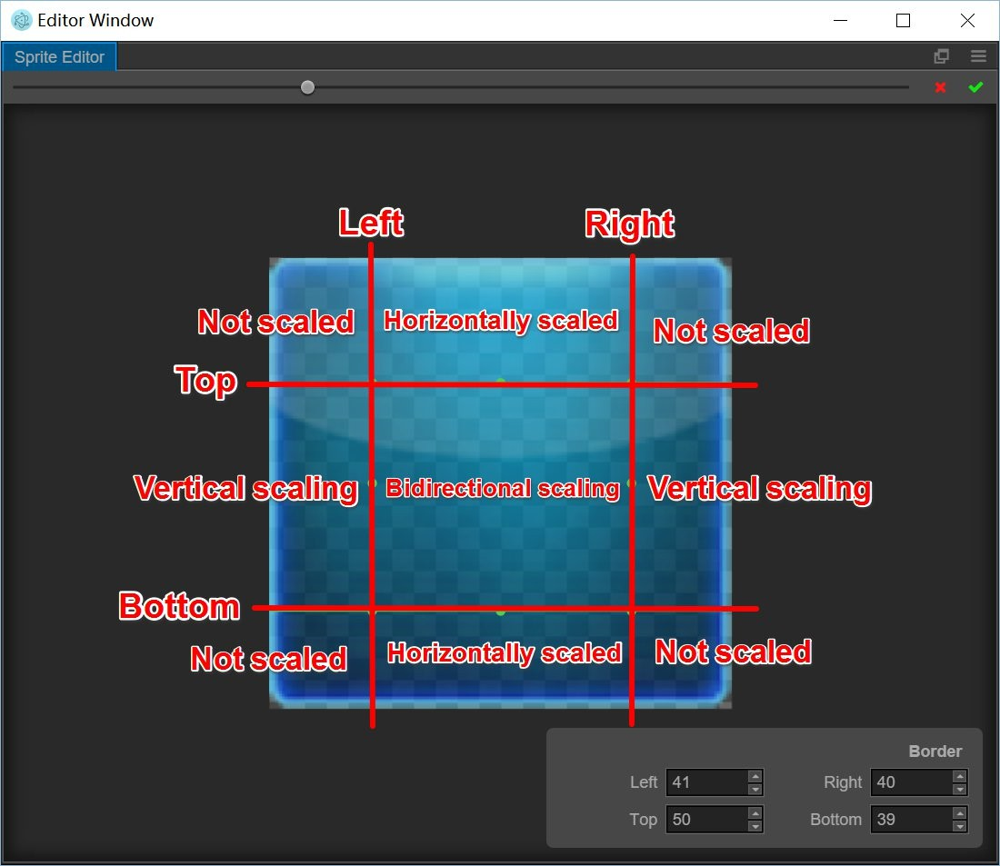 Editor Window
Sprite Editor
Left
Right
Not scaled
Horizontally scaled
Not scaled
Top
Vertical scaling
Bidirectional scaling
Vertical scaling
Bottom
Not scaled
Horizontally scaled
Not scaled
Border
Left 41 Right 40
Top 50 Bottom 39